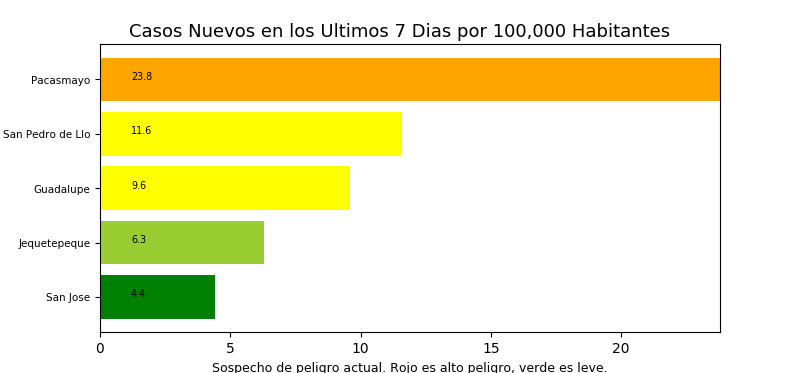 Casos Nuevos en los Ultimos 7 Dias por 100,000 Habitantes
Pacasmayo 23.8
San Pedro de Llo 11.6
Guadalupe 9.6
Jequetepeque 6.3
San Jose 4.4
0 5 10 15 20
Sospecho de peligro actual. Rojo es alto peligro, verde es leve.